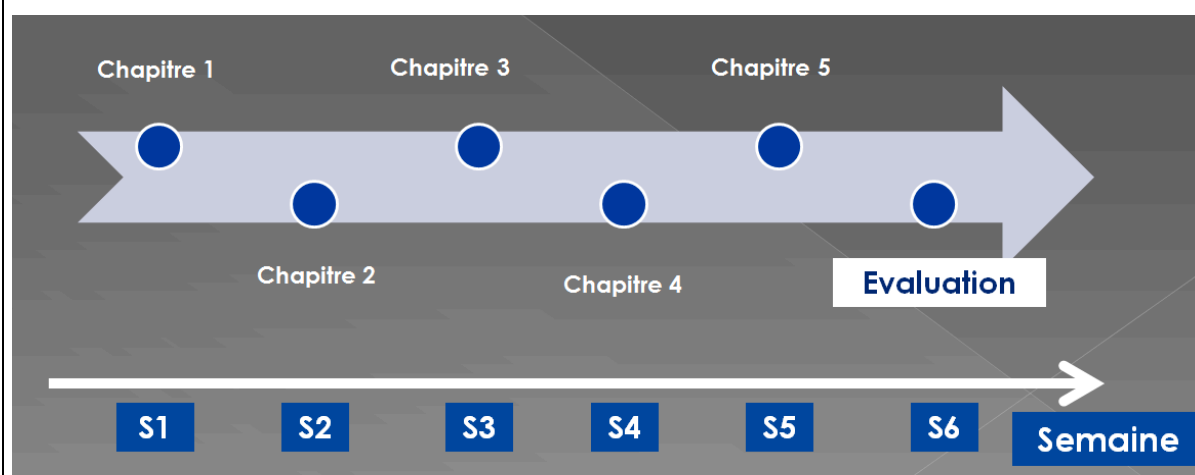 Chapitre 1
Chapitre 3
Chapitre 5
Chapitre 2
Chapitre 4
Evaluation
S1
S2
S3
S4
S5
S6
Semaine